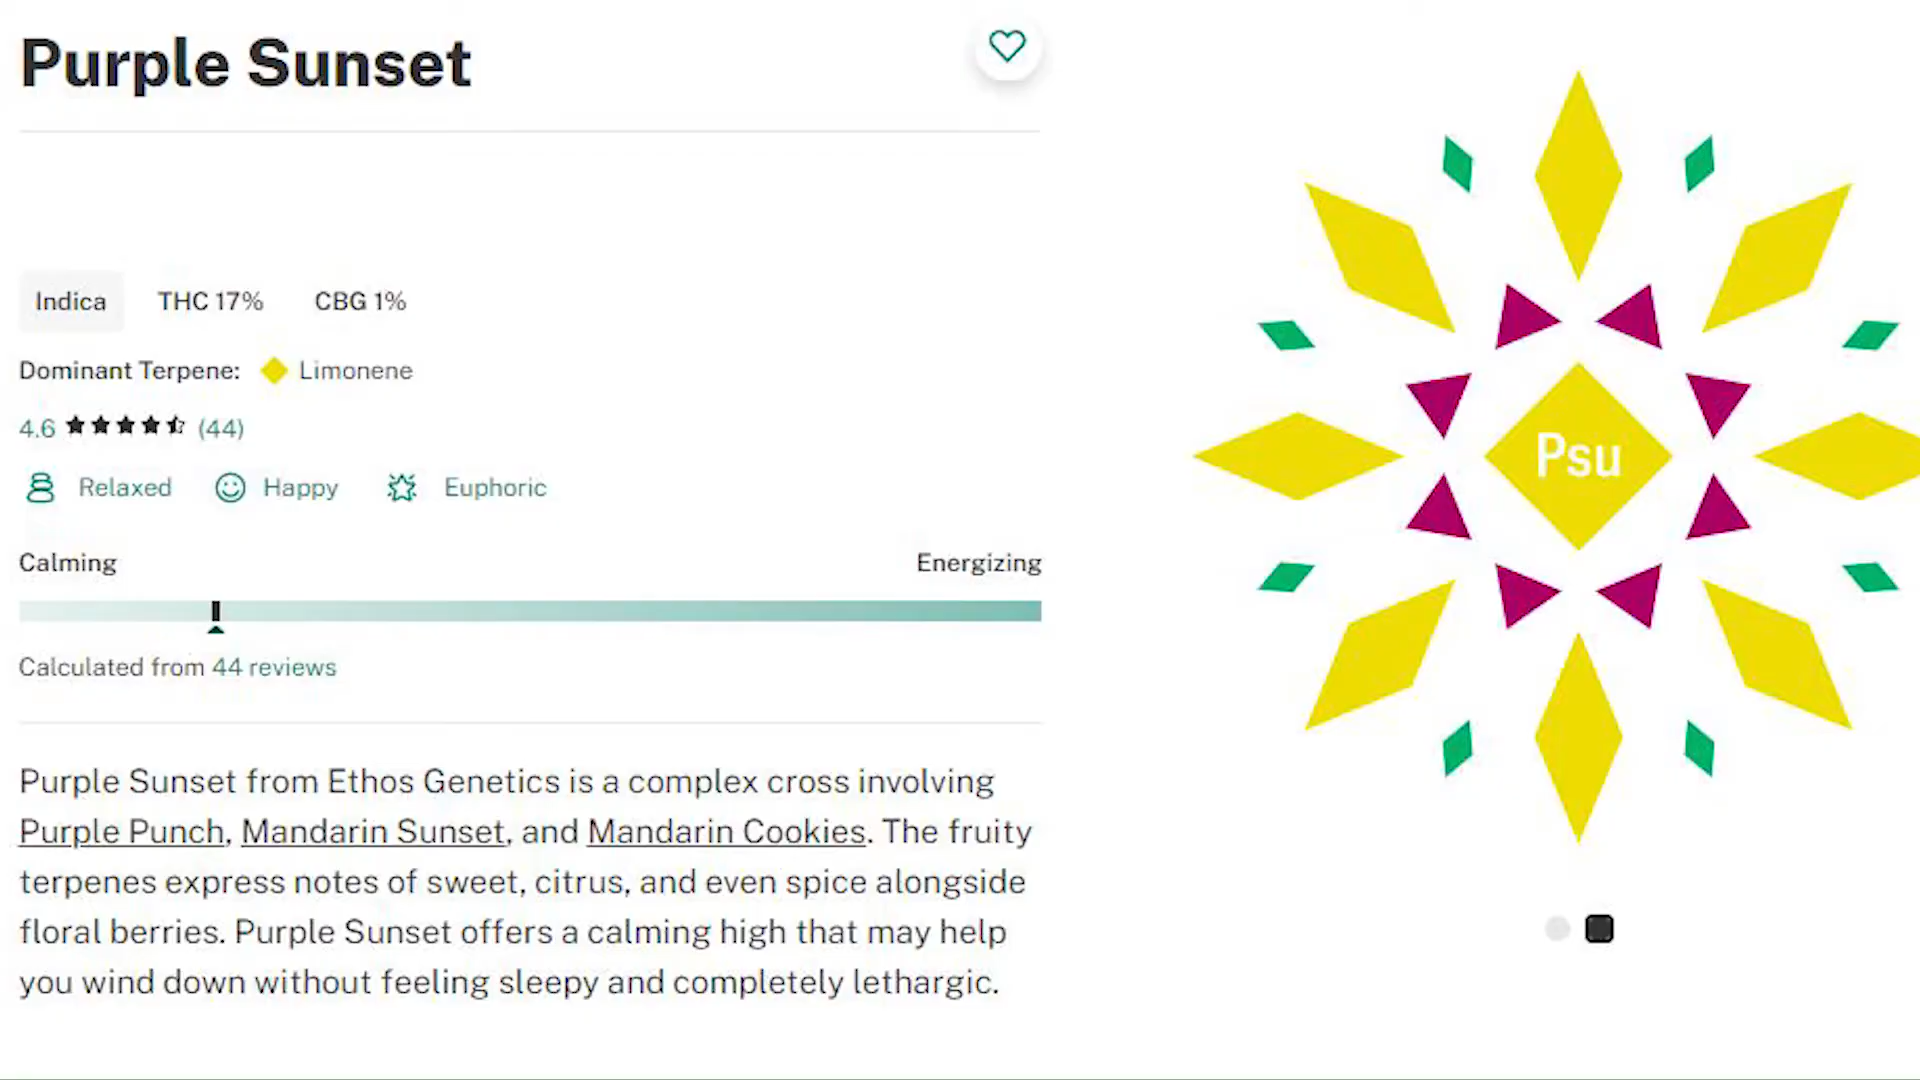 Purple Sunset
Indica THC 17% CBG 1%
Dominant Terpene: Limonene
4.6 (44)
Relaxed Happy Euphoric
Calming Energizing
Calculated from 44 reviews
Purple Sunset from Ethos Genetics is a complex cross involving
Purple Punch, Mandarin Sunset, and Mandarin Cookies. The fruity
terpenes express notes of sweet, citrus, and even spice alongside
floral berries. Purple Sunset offers a calming high that may help
you wind down without feeling sleepy and completely lethargic.
Psu